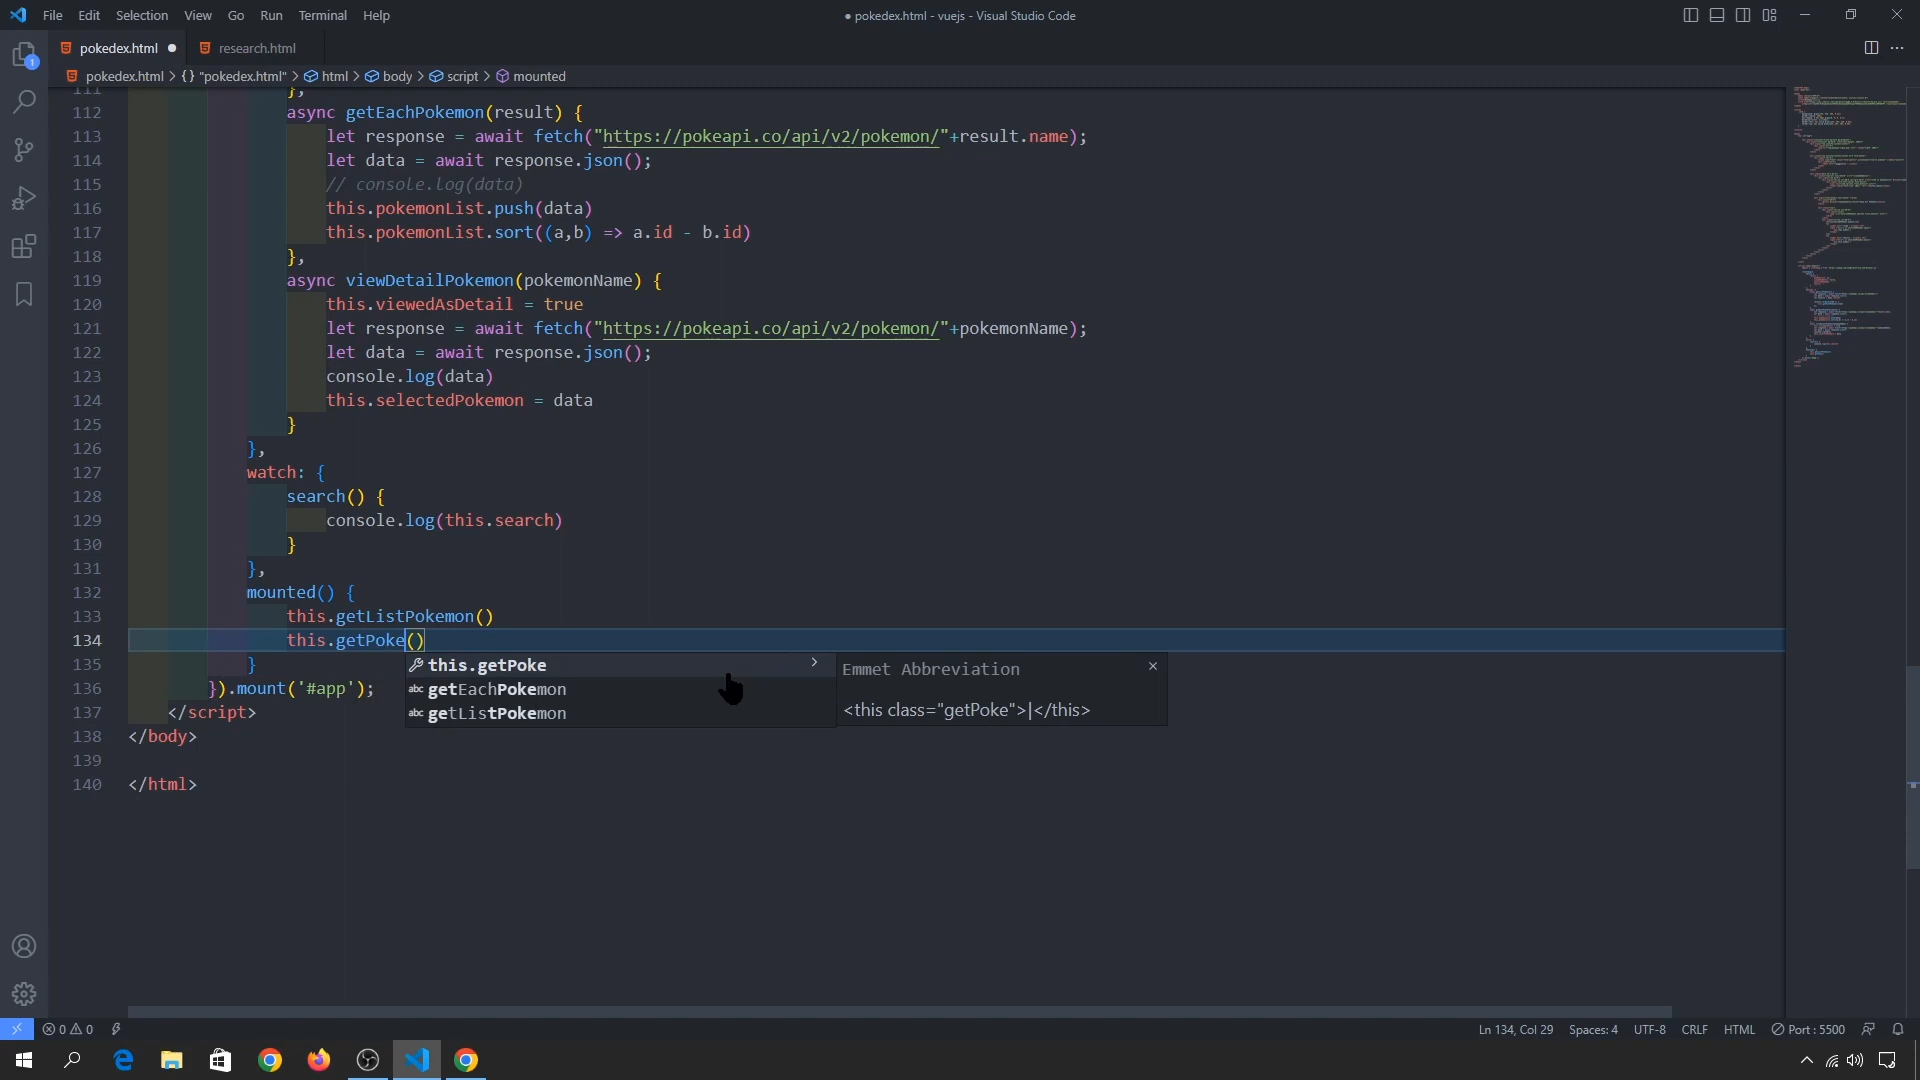 File Edit Selection View Go Run Terminal Help
● pokedex.html - vuejs - Visual Studio Code
pokedex.html ●
research.html
pokedex.html > {} "pokedex.html" > html > body > script > mounted
1
111 },
112 async getEachPokemon(result) {
113 let response = await fetch("https://pokeapi.co/api/v2/pokemon/"+result.name);
114 let data = await response.json();
115 // console.log(data)
116 this.pokemonList.push(data)
117 this.pokemonList.sort((a,b) => a.id - b.id)
118 },
119 async viewDetailPokemon(pokemonName) {
120 this.viewedAsDetail = true
121 let response = await fetch("https://pokeapi.co/api/v2/pokemon/"+pokemonName);
122 let data = await response.json();
123 console.log(data)
124 this.selectedPokemon = data
125 }
126 },
127 watch: {
128 search() {
129 console.log(this.search)
130 }
131 },
132 mounted() {
133 this.getListPokemon()
134 this.getPoke()
135 }
136 }).mount('#app');
137 </script>
138 </body>
139
140 </html>
this.getPoke
abc getEachPokemon
abc getListPokemon
Emmet Abbreviation
<this class="getPoke">|</this>
0 0
Ln 134, Col 29 Spaces: 4 UTF-8 CRLF HTML Port : 5500